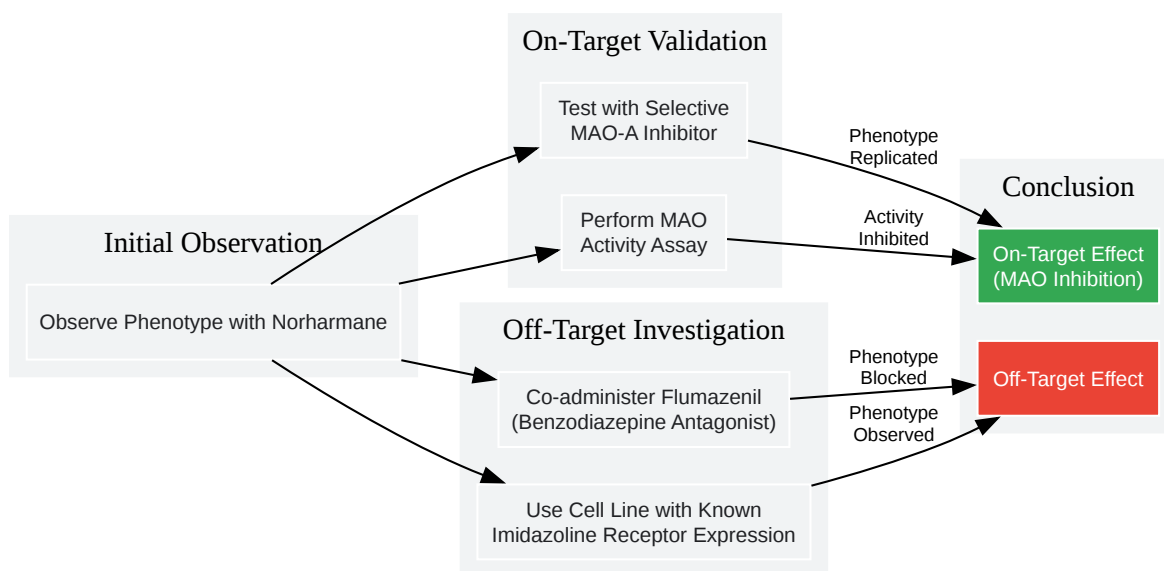 Initial Observation
Observe Phenotype with Norharmane
On-Target Validation
Test with Selective
MAO-A Inhibitor
Perform MAO
Activity Assay
Off-Target Investigation
Co-administer Flumazenil
(Benzodiazepine Antagonist)
Use Cell Line with Known
Imidazoline Receptor Expression
Phenotype
Replicated
Activity
Inhibited
Phenotype
Blocked
Phenotype
Observed
Conclusion
On-Target Effect
(MAO Inhibition)
Off-Target Effect